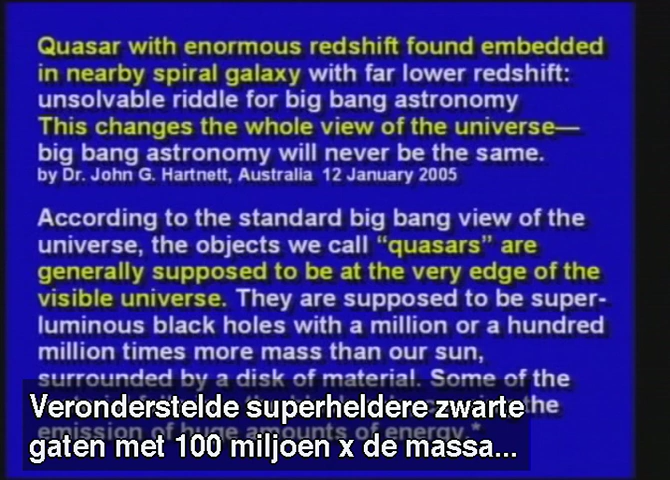 Quasar with enormous redshift found embedded
in nearby spiral galaxy with far lower redshift:
unsolvable riddle for big bang astronomy
This changes the whole view of the universe—
big bang astronomy will never be the same.
by Dr. John G. Hartnett, Australia 12 January 2005
According to the standard big bang view of the
universe, the objects we call “quasars” are
generally supposed to be at the very edge of the
visible universe. They are supposed to be super-
luminous black holes with a million or a hundred
million times more mass than our sun,
surrounded by a disk of material. Some of the
the
emission of huge amounts of energy.*
Veronderstelde superheldere zwarte
gaten met 100 miljoen x de massa...